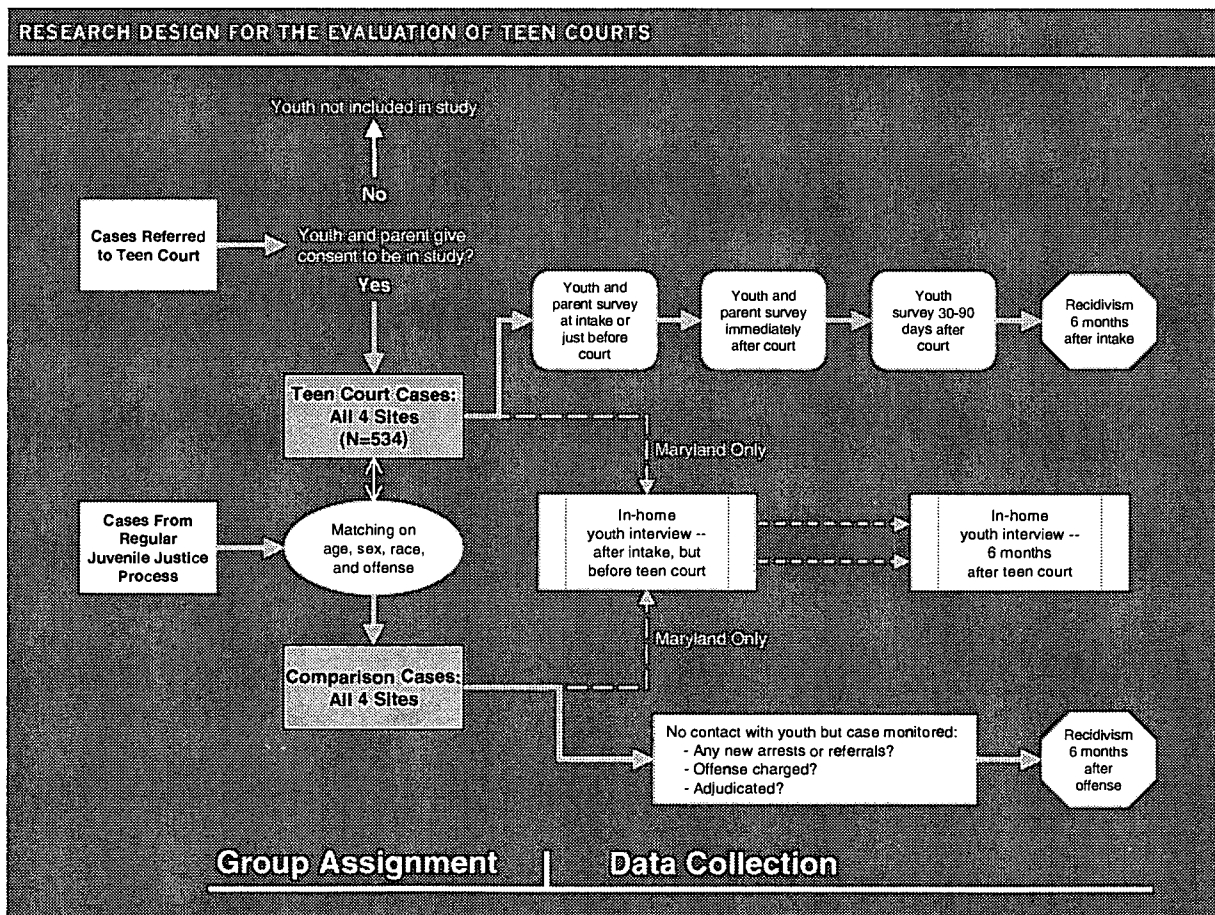 RESEARCH DESIGN FOR THE EVALUATION OF TEEN COURTS
Youth not included in study
No
Cases Referred
to Teen Court
Youth and parent give
consent to be in study?
Yes
Youth and
parent survey
at intake or
just before
court
Youth and
parent survey
immediately
after court
Youth
survey 30-90
days after
court
Recidivism
6 months
after intake
Teen Court Cases:
All 4 Sites
(N=534)
Maryland Only
Cases From
Regular
Juvenile Justice
Process
Matching on
age, sex, race,
and offense
In-home
youth interview --
after intake, but
before teen court
In-home
youth interview --
6 months
after teen court
Maryland Only
Comparison Cases:
All 4 Sites
No contact with youth but case monitored:
- Any new arrests or referrals?
- Offense charged?
- Adjudicated?
Recidivism
6 months
after
offense
Group Assignment | Data Collection